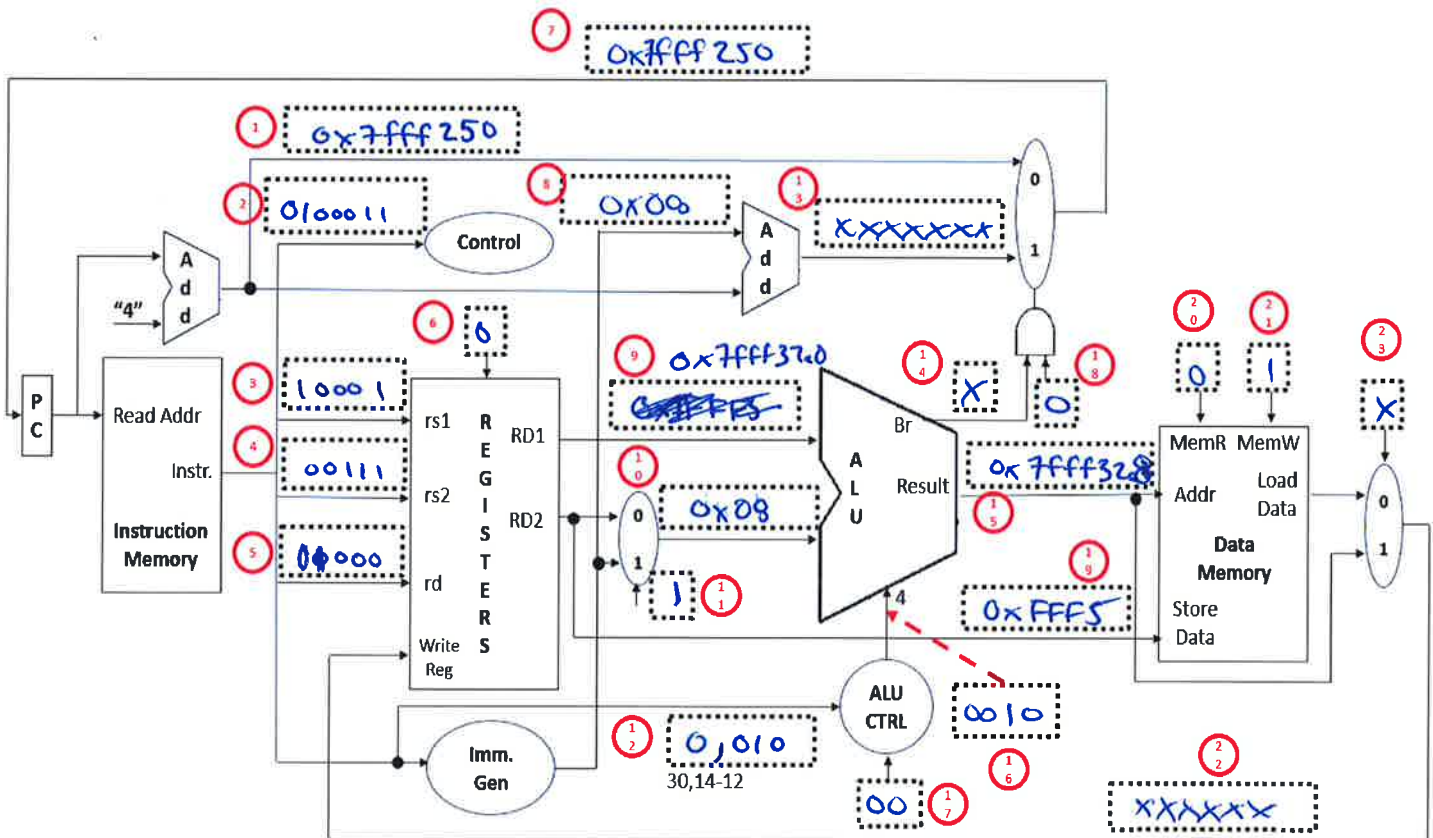 7
0x7fff250
1
0x7fff250
2
0100011
Control
8
0x08
13
xxxxxxx
0
1
A
d
d
"4"
A
d
d
6
0
20
0
21
1
23
x
P
C
Read Addr
Instr.
Instruction
Memory
3
10001
4
00111
5
00000
rs1
rs2
rd
Write
Reg
R
E
G
I
S
T
E
R
S
RD1
RD2
9
0x7fff320
10
0
1
0x08
1
11
A
L
U
Br
Result
4
14
x
0
18
0x7fff328
15
19
0xFFF5
MemR MemW
Addr
Load
Data
Data
Memory
Store
Data
0
1
Imm.
Gen
12
0,010
30,14-12
ALU
CTRL
0010
16
00
17
22
xxxxxx